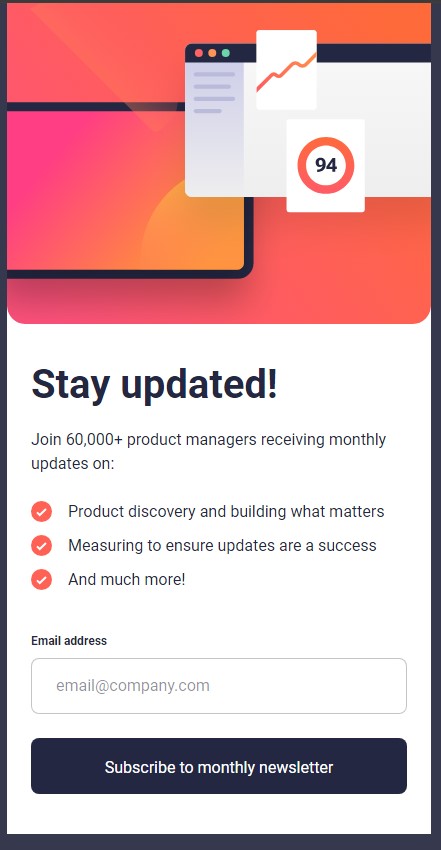 94
Stay updated!
Join 60,000+ product managers receiving monthly
updates on:
Product discovery and building what matters
Measuring to ensure updates are a success
And much more!
Email address
email@company.com
Subscribe to monthly newsletter